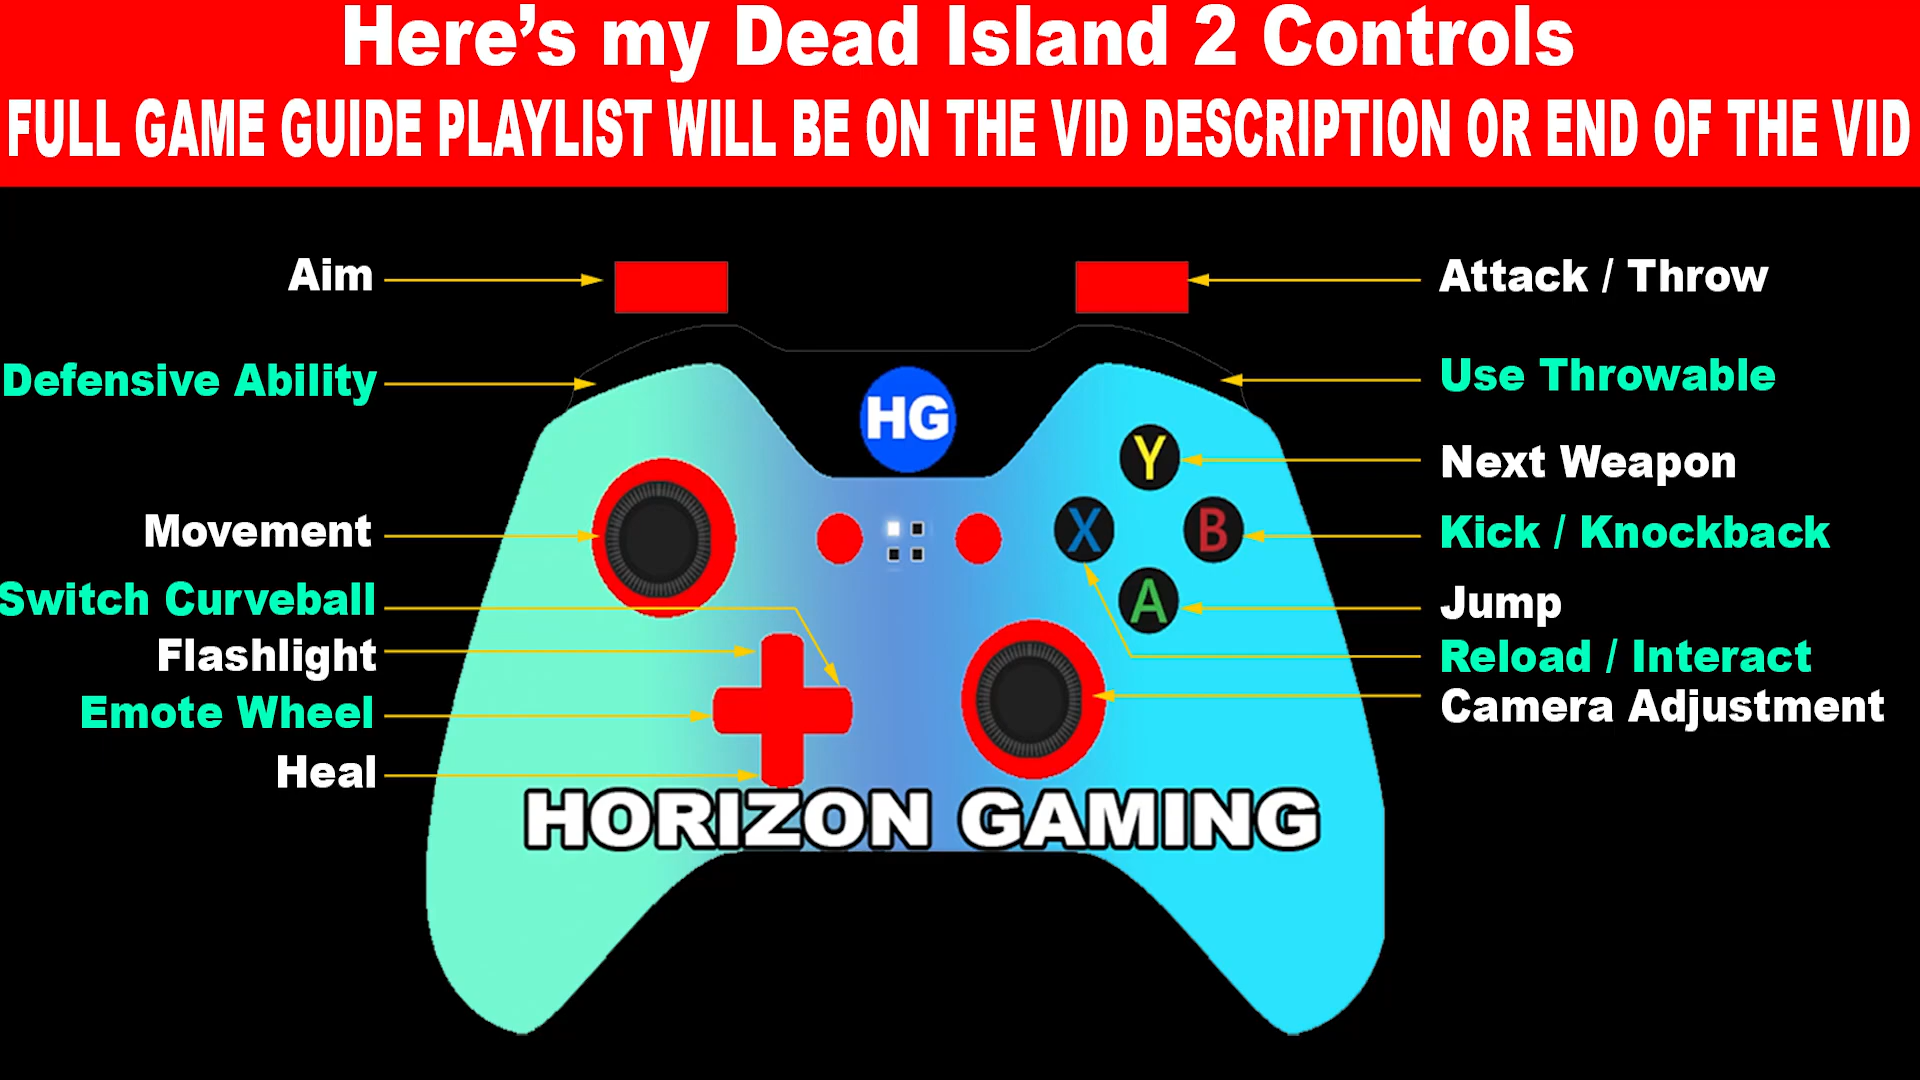 Here’s my Dead Island 2 Controls
FULL GAME GUIDE PLAYLIST WILL BE ON THE VID DESCRIPTION OR END OF THE VID
Aim
Attack / Throw
Defensive Ability
Use Throwable
HG
Y
Next Weapon
Movement
X
B
Kick / Knockback
Switch Curveball
A
Jump
Flashlight
Reload / Interact
Emote Wheel
Camera Adjustment
Heal
HORIZON GAMING